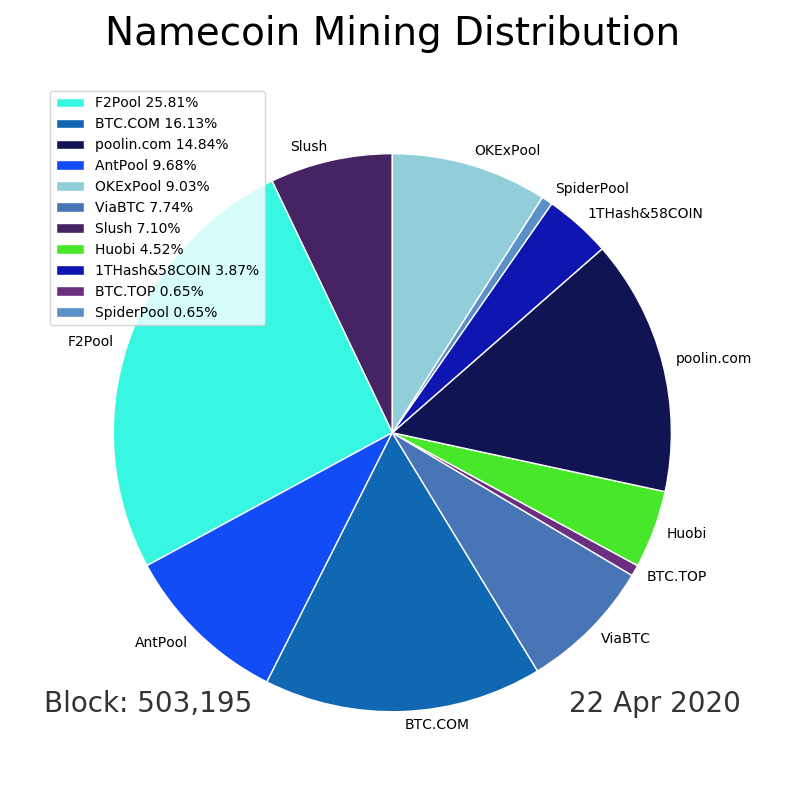 Namecoin Mining Distribution
F2Pool 25.81%
BTC.COM 16.13%
poolin.com 14.84%
AntPool 9.68%
OKExPool 9.03%
ViaBTC 7.74%
Slush 7.10%
Huobi 4.52%
1THash&58COIN 3.87%
BTC.TOP 0.65%
SpiderPool 0.65%
Slush
OKExPool
SpiderPool
1THash&58COIN
F2Pool
poolin.com
Huobi
BTC.TOP
AntPool
ViaBTC
BTC.COM
Block: 503,195
22 Apr 2020